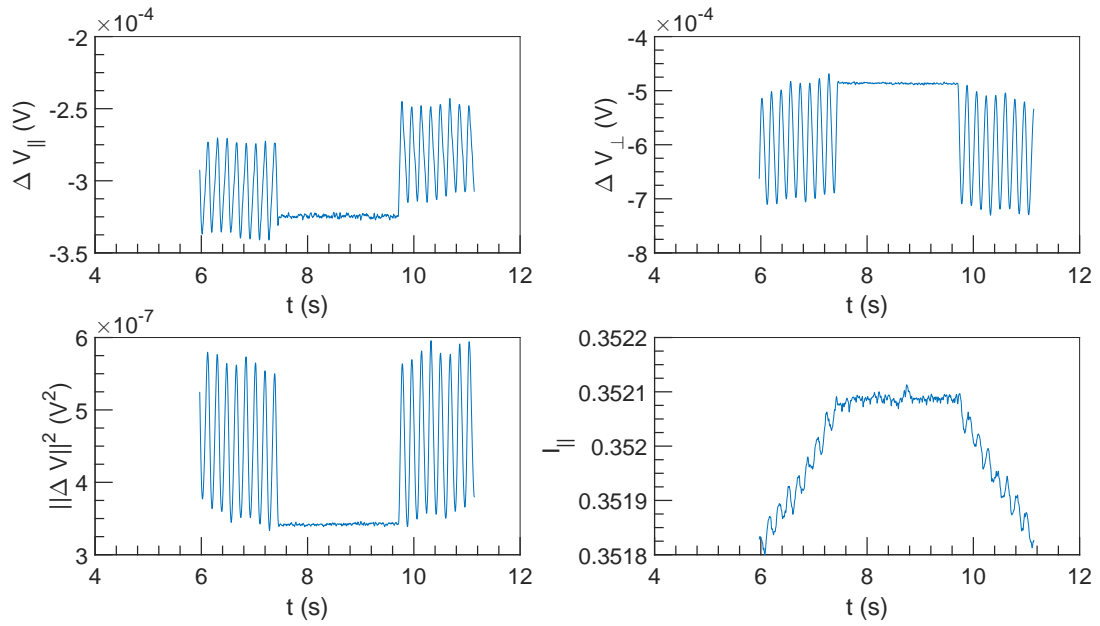 ×10⁻⁴
-2
-2.5
-3
-3.5
4 6 8 10 12
t (s)
Δ V∥ (V)
×10⁻⁴
-4
-5
-6
-7
-8
4 6 8 10 12
t (s)
Δ V⊥ (V)
×10⁻⁷
6
5
4
3
4 6 8 10 12
t (s)
||Δ V||² (V²)
0.3522
0.3521
0.352
0.3519
0.3518
4 6 8 10 12
t (s)
I∥